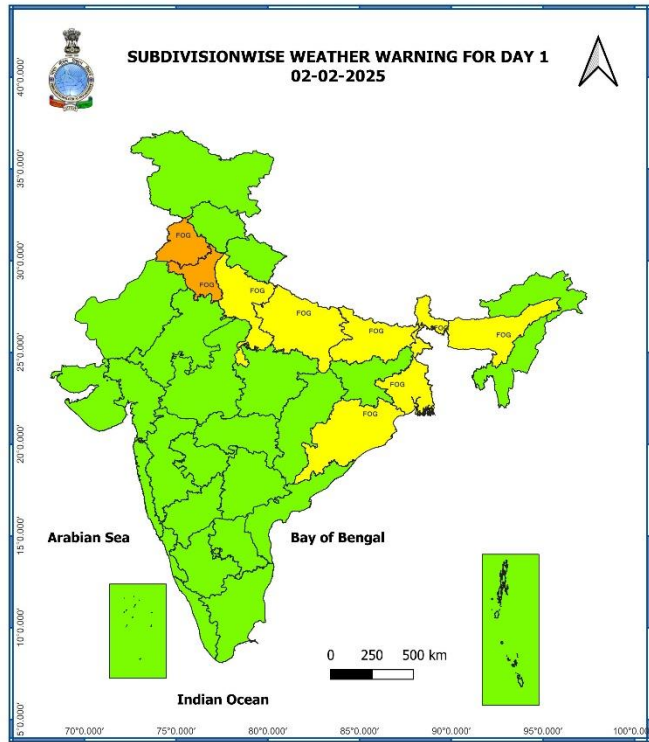 SUBDIVISIONWISE WEATHER WARNING FOR DAY 1
02-02-2025
40°0.000'
35°0.000'
30°0.000'
25°0.000'
20°0.000'
15°0.000'
10°0.000'
5°0.000'
FOG
FOG
FOG
FOG
FOG
FOG
FOG
FOG
FOG
Arabian Sea
Bay of Bengal
0 250 500 km
Indian Ocean
70°0.000' 75°0.000' 80°0.000' 85°0.000' 90°0.000' 95°0.000' 100°0.000'